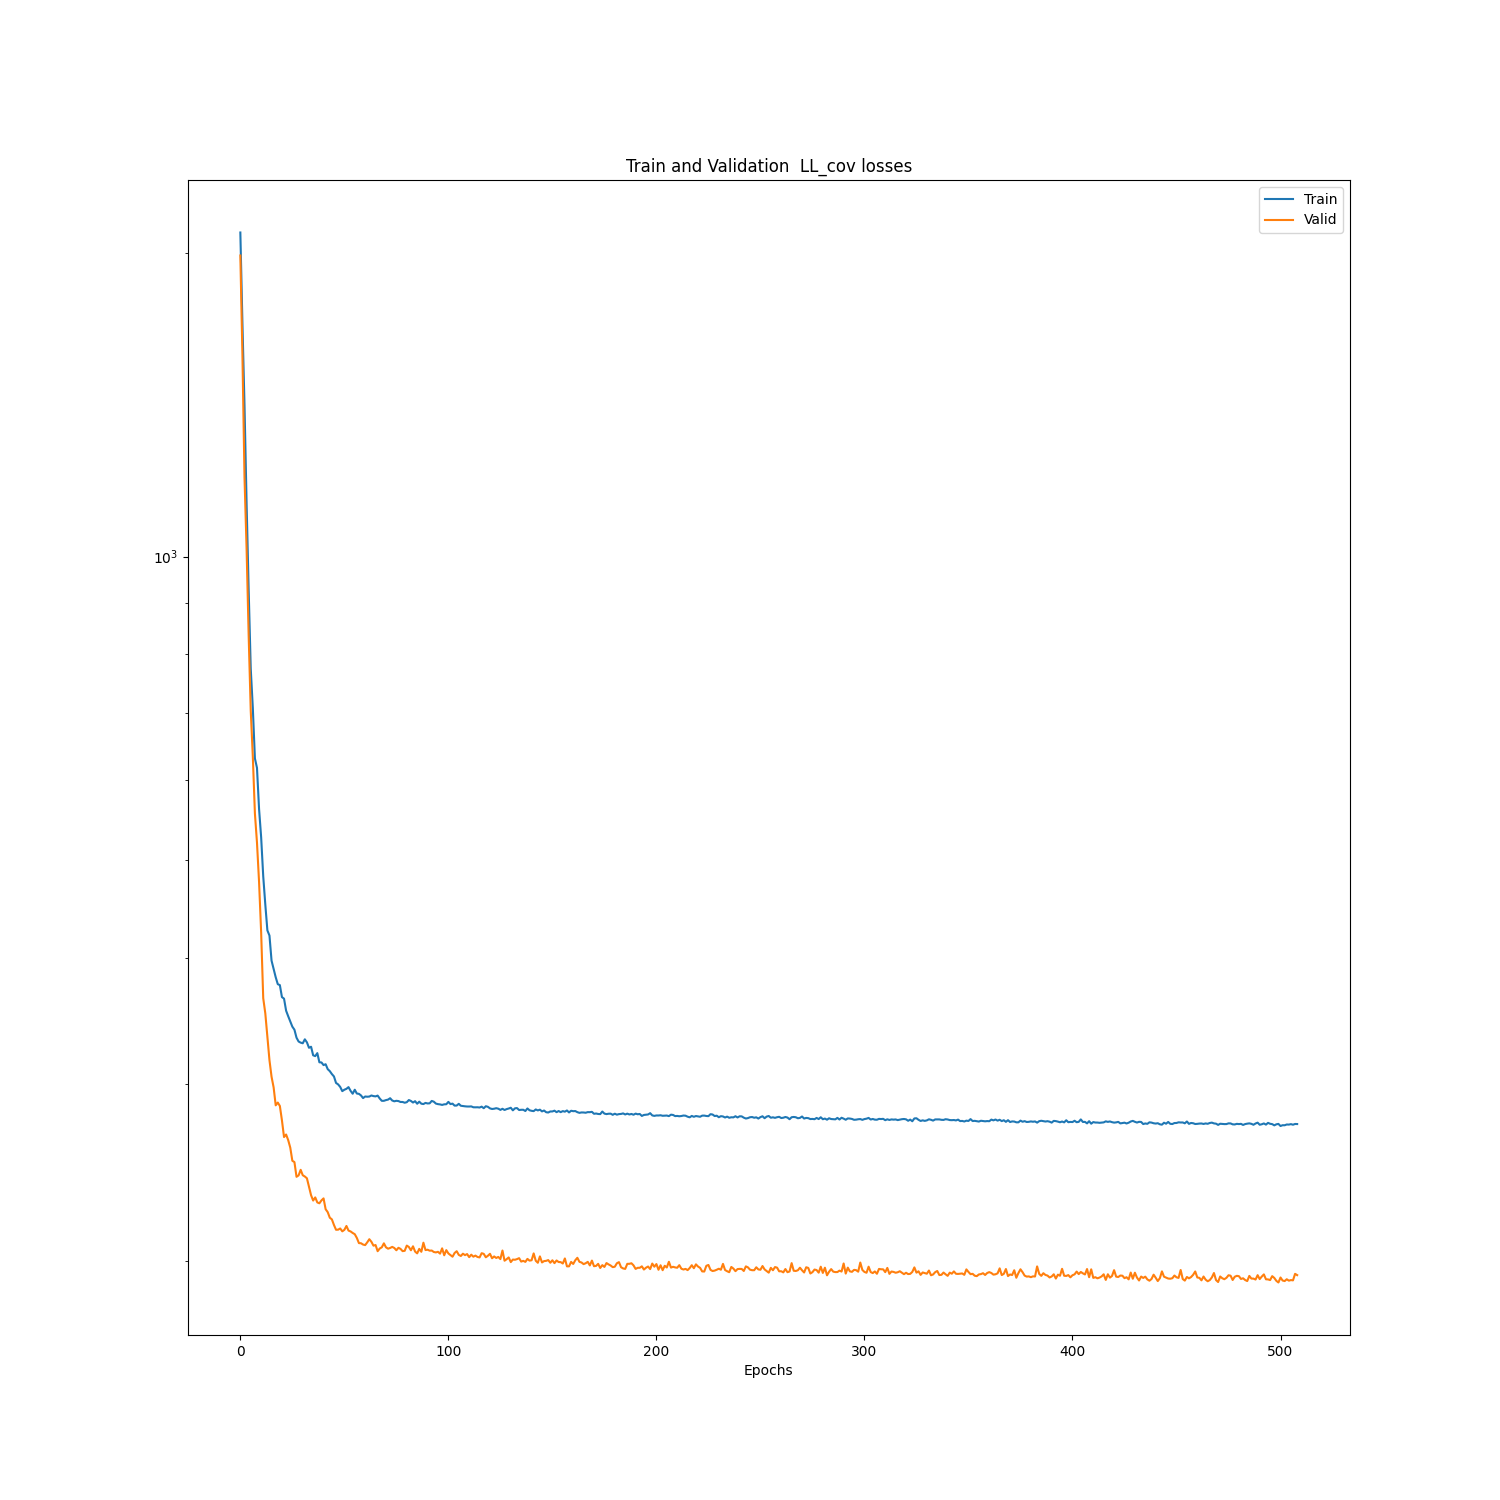 Train and Validation  LL_cov losses
Train
Valid
10³
0 100 200 300 400 500
Epochs